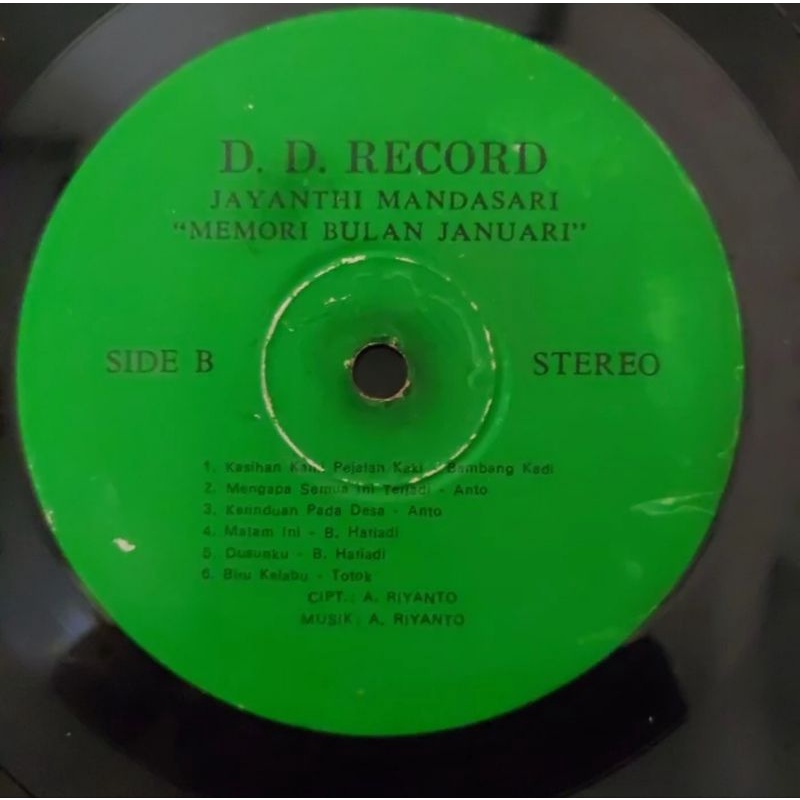 D. D. RECORD
JAYANTHI MANDASARI
"MEMORI BULAN JANUARI"
SIDE B STEREO
1. Kasihan Kami Pejalan Kaki - Bambang Kadi
2. Mengapa Semua Ini Terjadi - Anto
3. Kerinduan Pada Desa - Anto
4. Malam Ini - B. Hariadi
5. Dusunku - B. Hariadi
6. Biru Kelabu - Totok
CIPT.: A. RIYANTO
MUSIK: A. RIYANTO